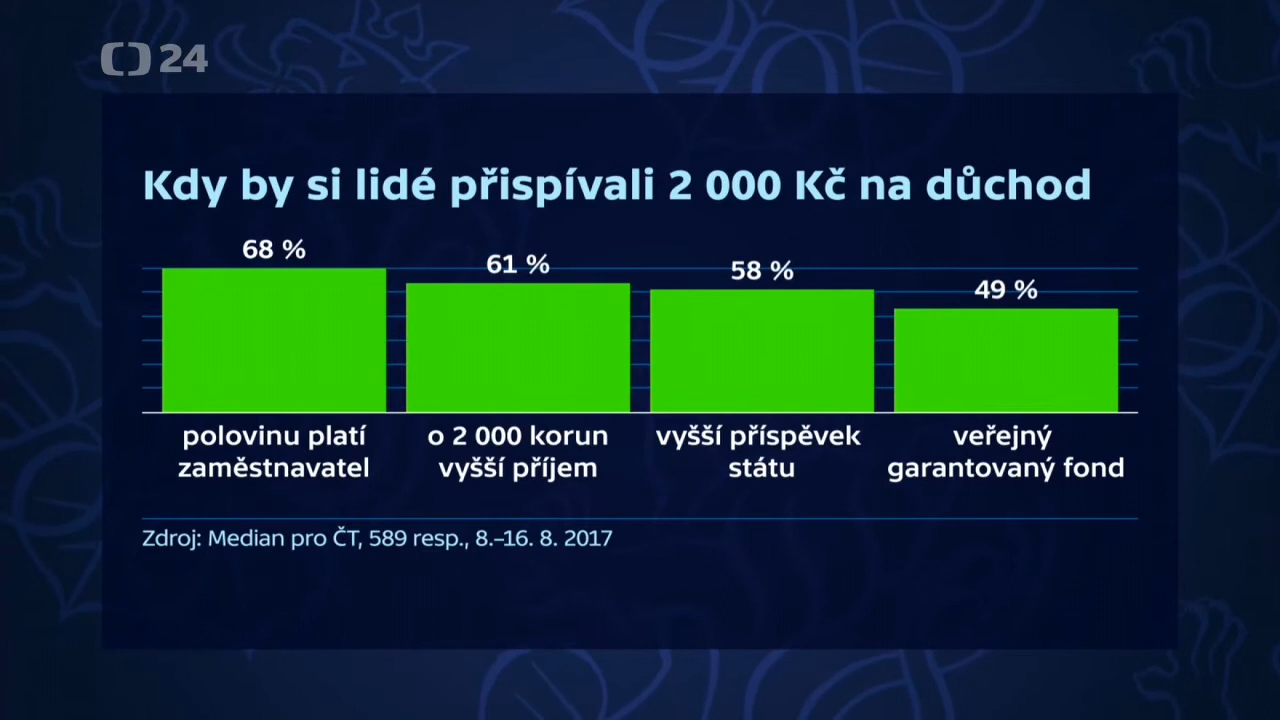 24
Kdy by si lidé přispívali 2 000 Kč na důchod
68 %
61 %
58 %
49 %
polovinu platí
zaměstnavatel
o 2 000 korun
vyšší příjem
vyšší příspěvek
státu
veřejný
garantovaný fond
Zdroj: Median pro ČT, 589 resp., 8.–16. 8. 2017